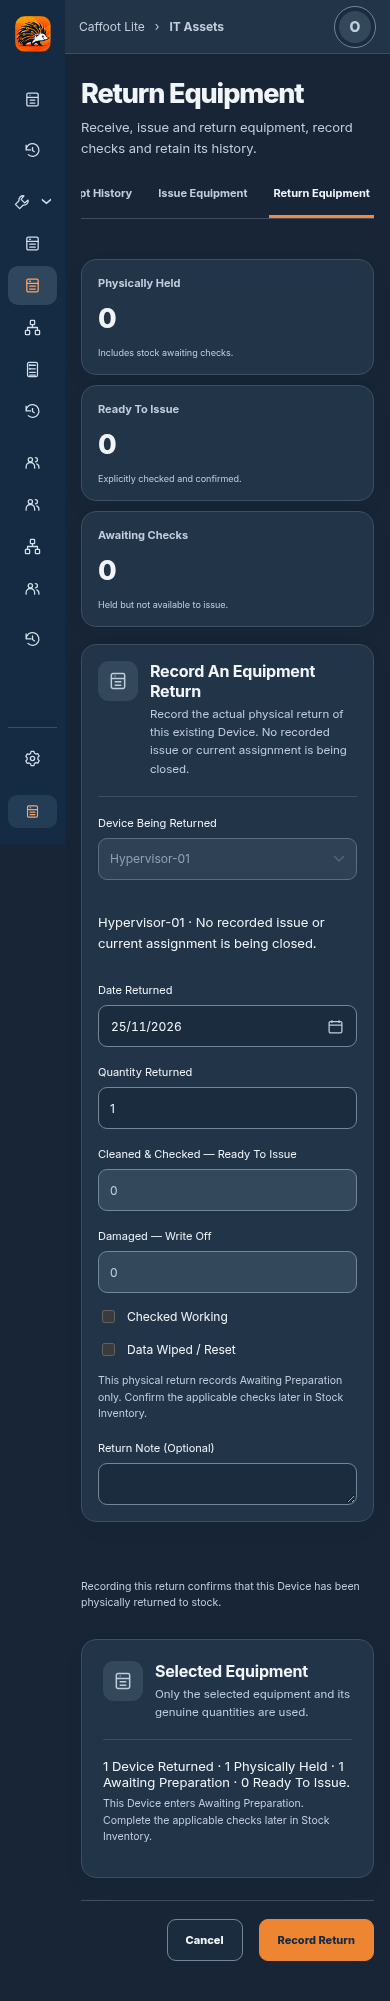 Caffoot Lite › IT Assets
O
Return Equipment
Receive, issue and return equipment, record
checks and retain its history.
pt History Issue Equipment Return Equipment
Physically Held
0
Includes stock awaiting checks.
Ready To Issue
0
Explicitly checked and confirmed.
Awaiting Checks
0
Held but not available to issue.
Record An Equipment
Return
Record the actual physical return of
this existing Device. No recorded
issue or current assignment is being
closed.
Device Being Returned
Hypervisor-01
Hypervisor-01 · No recorded issue or
current assignment is being closed.
Date Returned
25/11/2026
Quantity Returned
1
Cleaned & Checked — Ready To Issue
0
Damaged — Write Off
0
Checked Working
Data Wiped / Reset
This physical return records Awaiting Preparation
only. Confirm the applicable checks later in Stock
Inventory.
Return Note (Optional)
Recording this return confirms that this Device has been
physically returned to stock.
Selected Equipment
Only the selected equipment and its
genuine quantities are used.
1 Device Returned · 1 Physically Held · 1
Awaiting Preparation · 0 Ready To Issue.
This Device enters Awaiting Preparation.
Complete the applicable checks later in Stock
Inventory.
Cancel Record Return